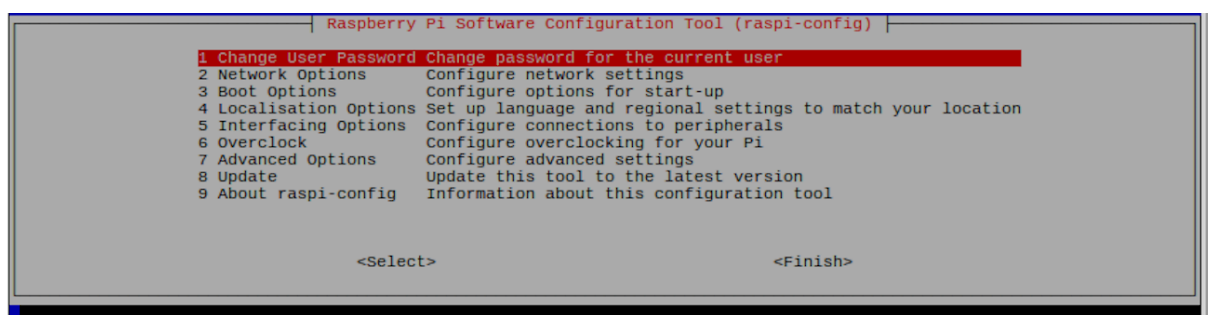 Raspberry Pi Software Configuration Tool (raspi-config)
1 Change User Password Change password for the current user
2 Network Options Configure network settings
3 Boot Options Configure options for start-up
4 Localisation Options Set up language and regional settings to match your location
5 Interfacing Options Configure connections to peripherals
6 Overclock Configure overclocking for your Pi
7 Advanced Options Configure advanced settings
8 Update Update this tool to the latest version
9 About raspi-config Information about this configuration tool
<Select> <Finish>